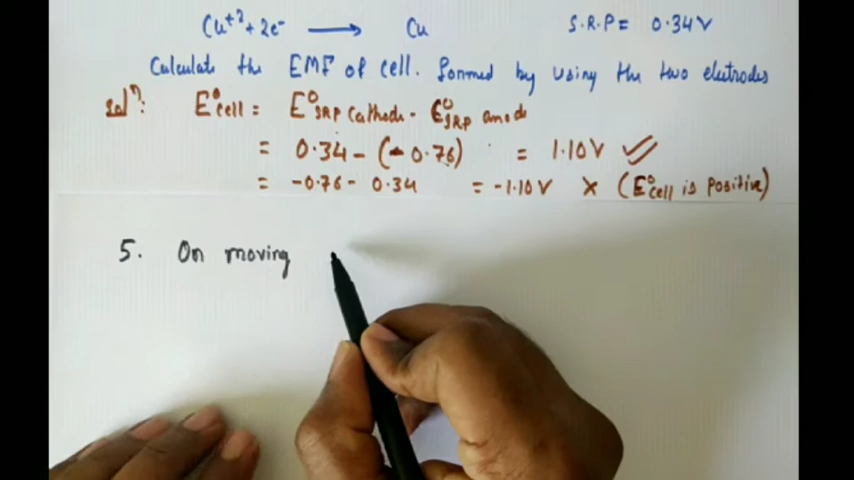 Cu⁺² + 2e⁻ ⟶ Cu S.R.P = 0.34V
Calculate the EMF of cell. formed by using the two electrodes
Solⁿ: E°cell = E°SRP cathode - E°SRP anode
= 0.34 - (-0.76) = 1.10V ✓✓
= -0.76 - 0.34 = -1.10V × (E°cell is positive)
5. On moving